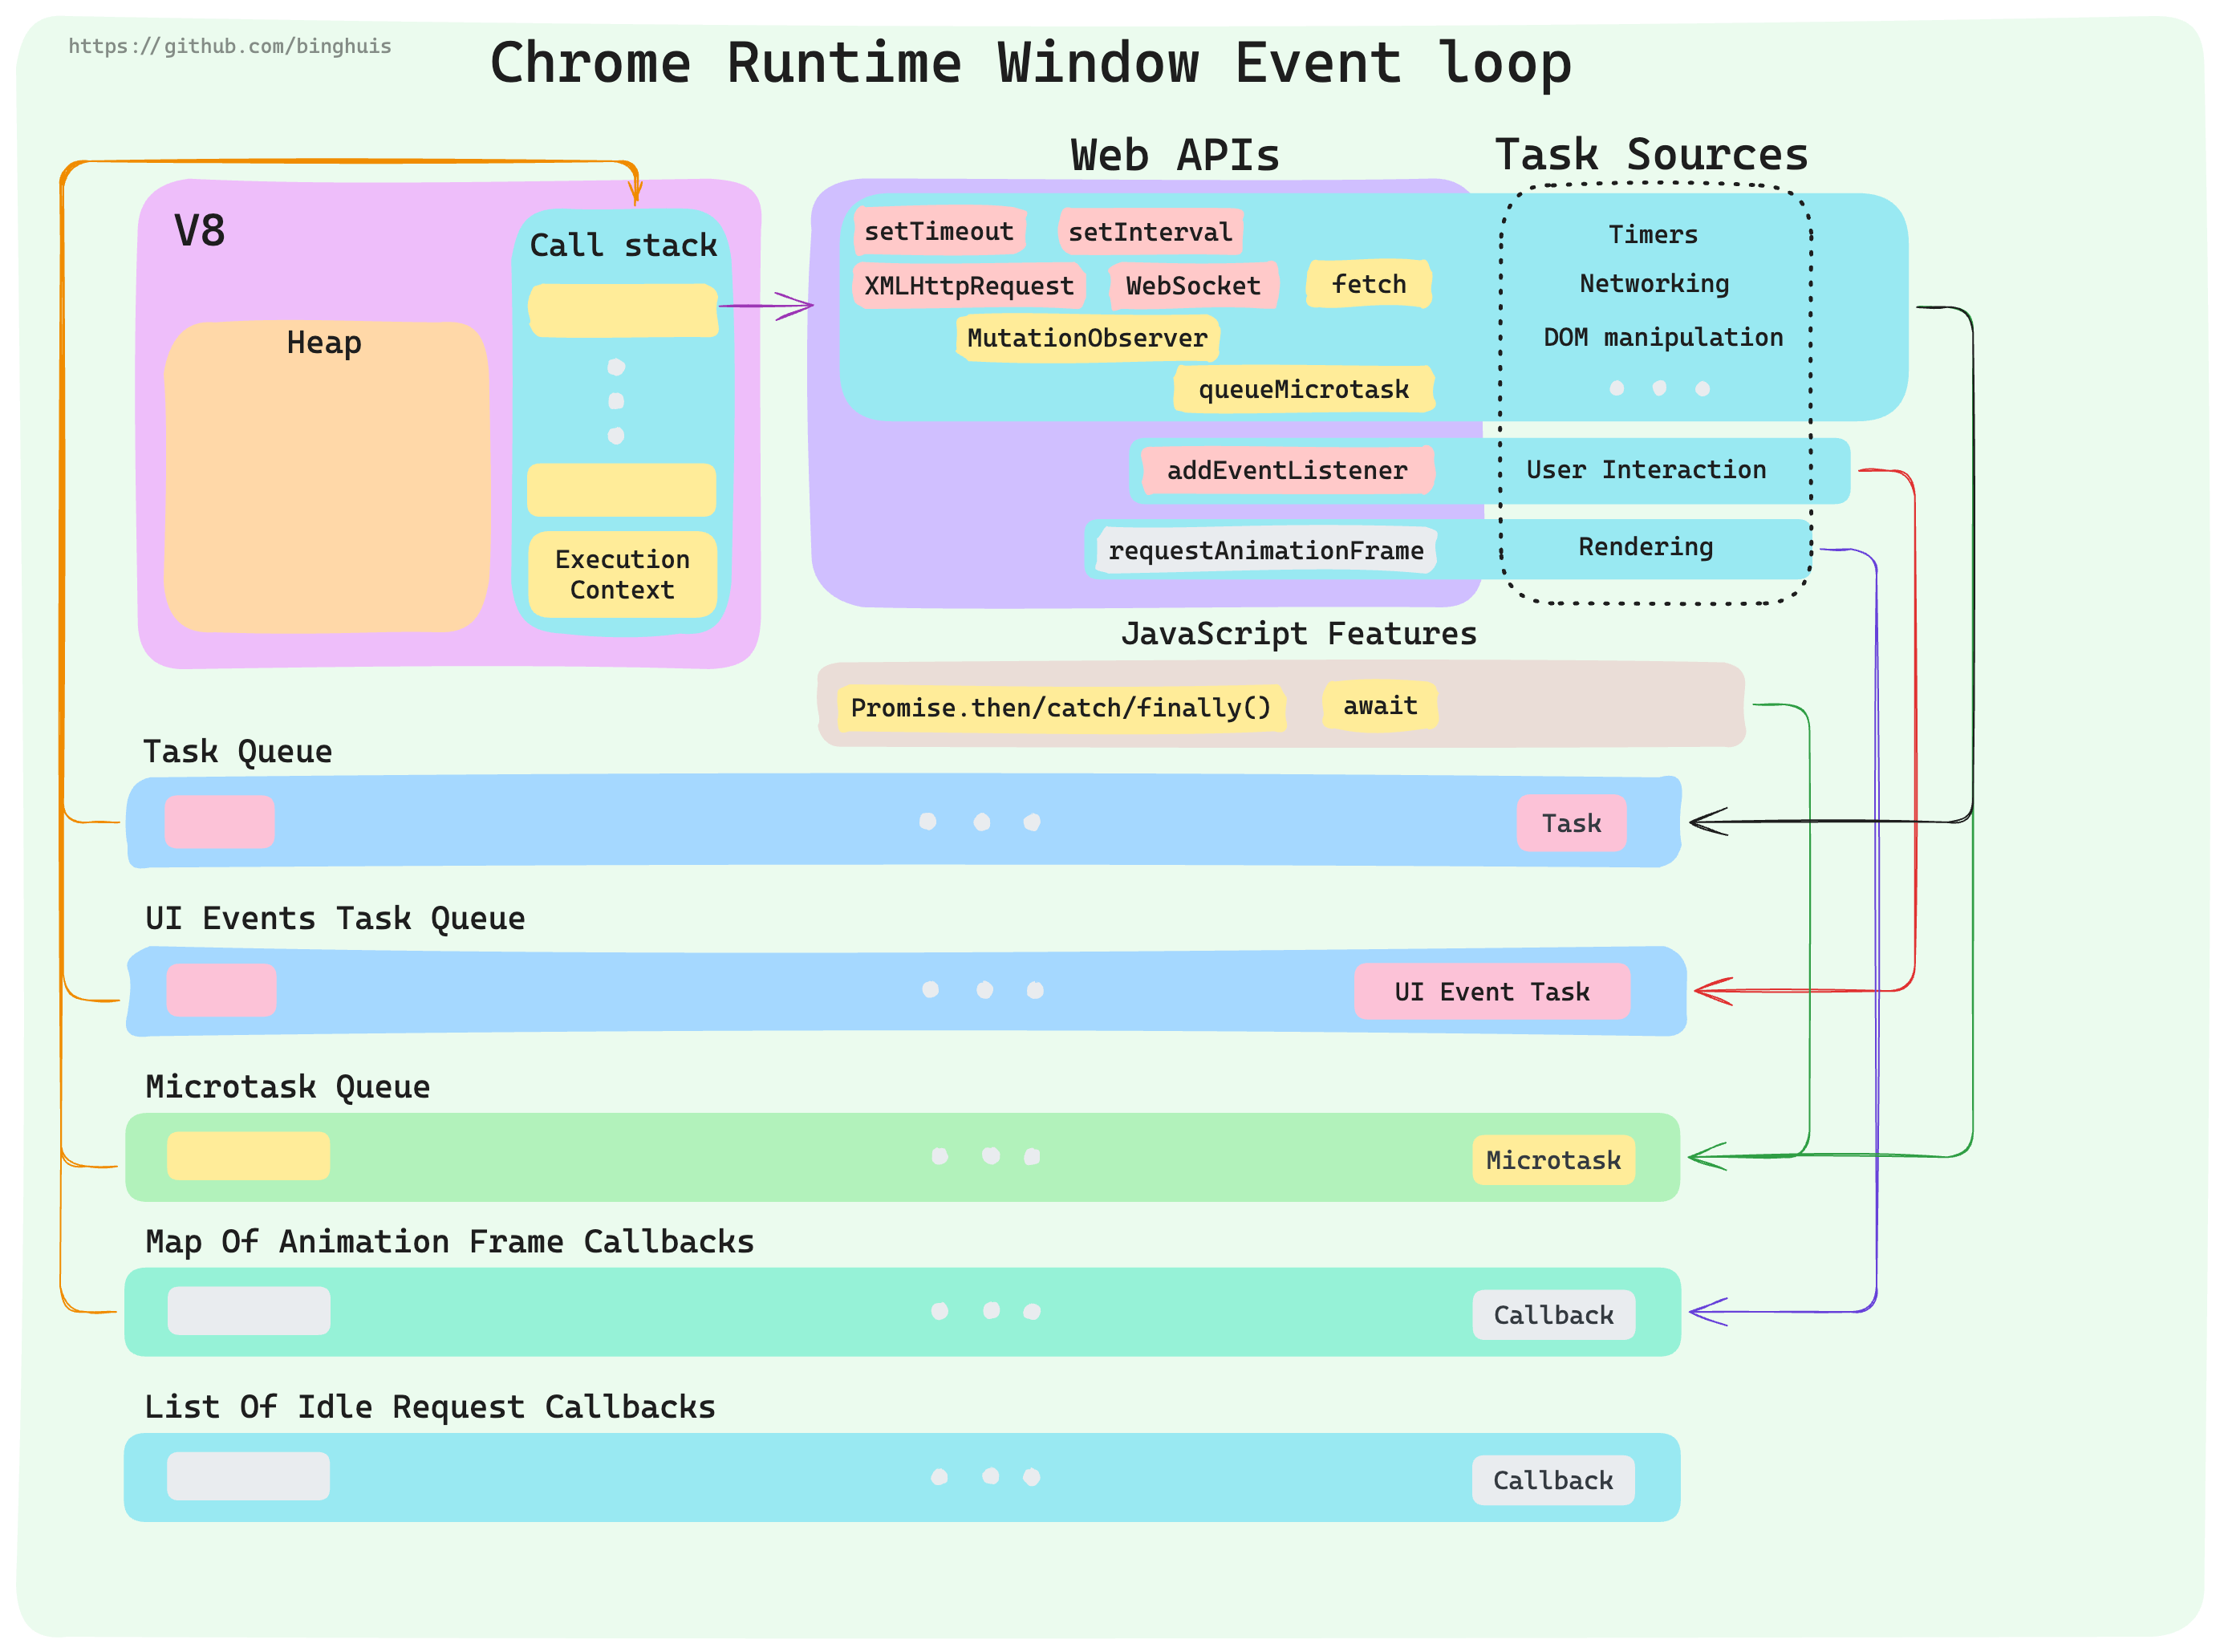 https://github.com/binghuis
Chrome Runtime Window Event loop
Web APIs
Task Sources
V8
Call stack
Heap
Execution
Context
setTimeout
setInterval
Timers
XMLHttpRequest
WebSocket
fetch
Networking
MutationObserver
DOM manipulation
queueMicrotask
addEventListener
User Interaction
requestAnimationFrame
Rendering
JavaScript Features
Promise.then/catch/finally()
await
Task Queue
Task
UI Events Task Queue
UI Event Task
Microtask Queue
Microtask
Map Of Animation Frame Callbacks
Callback
List Of Idle Request Callbacks
Callback